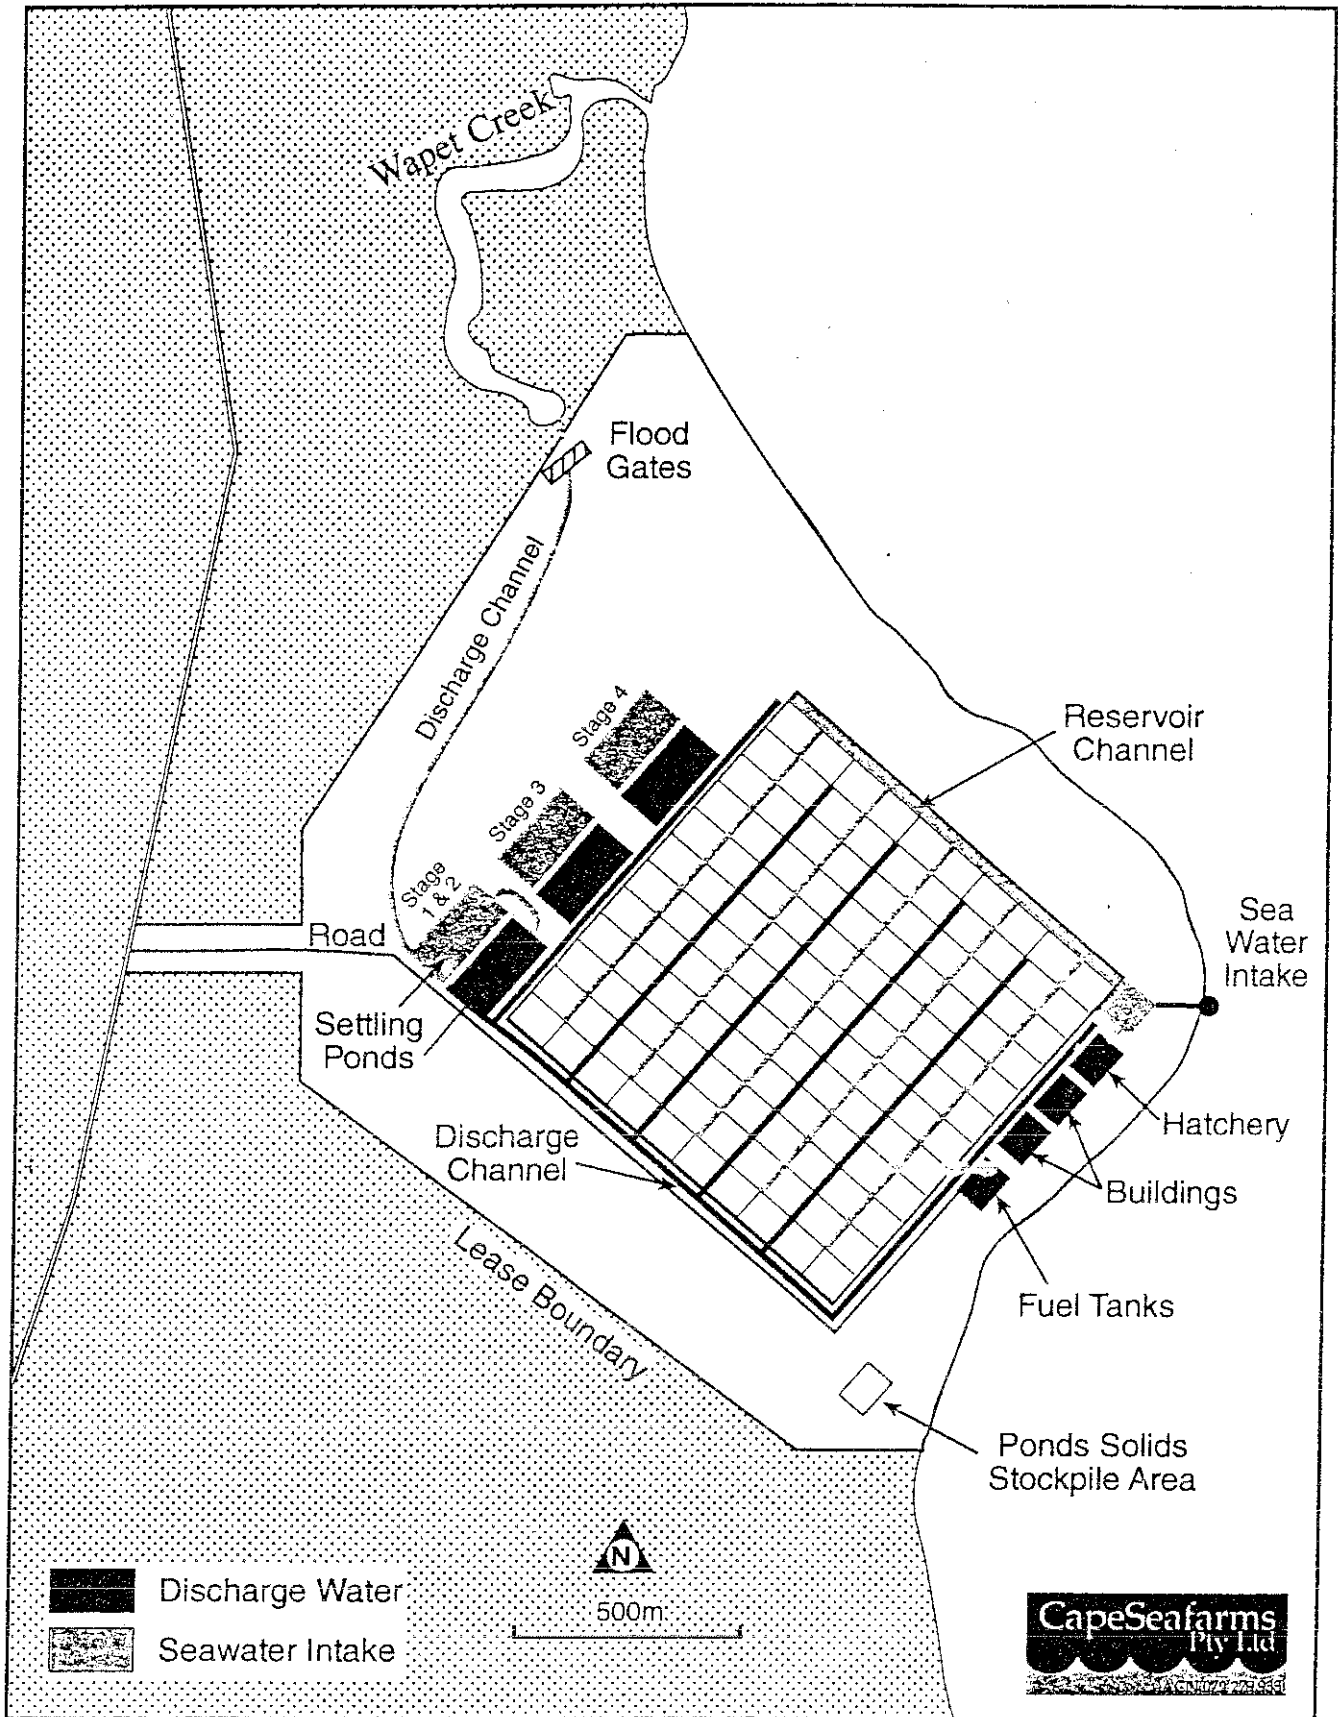 Wapet Creek
Flood
Gates
Discharge Channel
Stage 4
Stage 3
Stage
1 & 2
Reservoir
Channel
Road
Sea
Water
Intake
Settling
Ponds
Hatchery
Discharge
Channel
Buildings
Lease Boundary
Fuel Tanks
Ponds Solids
Stockpile Area
N
500m
Discharge Water
Seawater Intake
CapeSeafarms
Pty Ltd